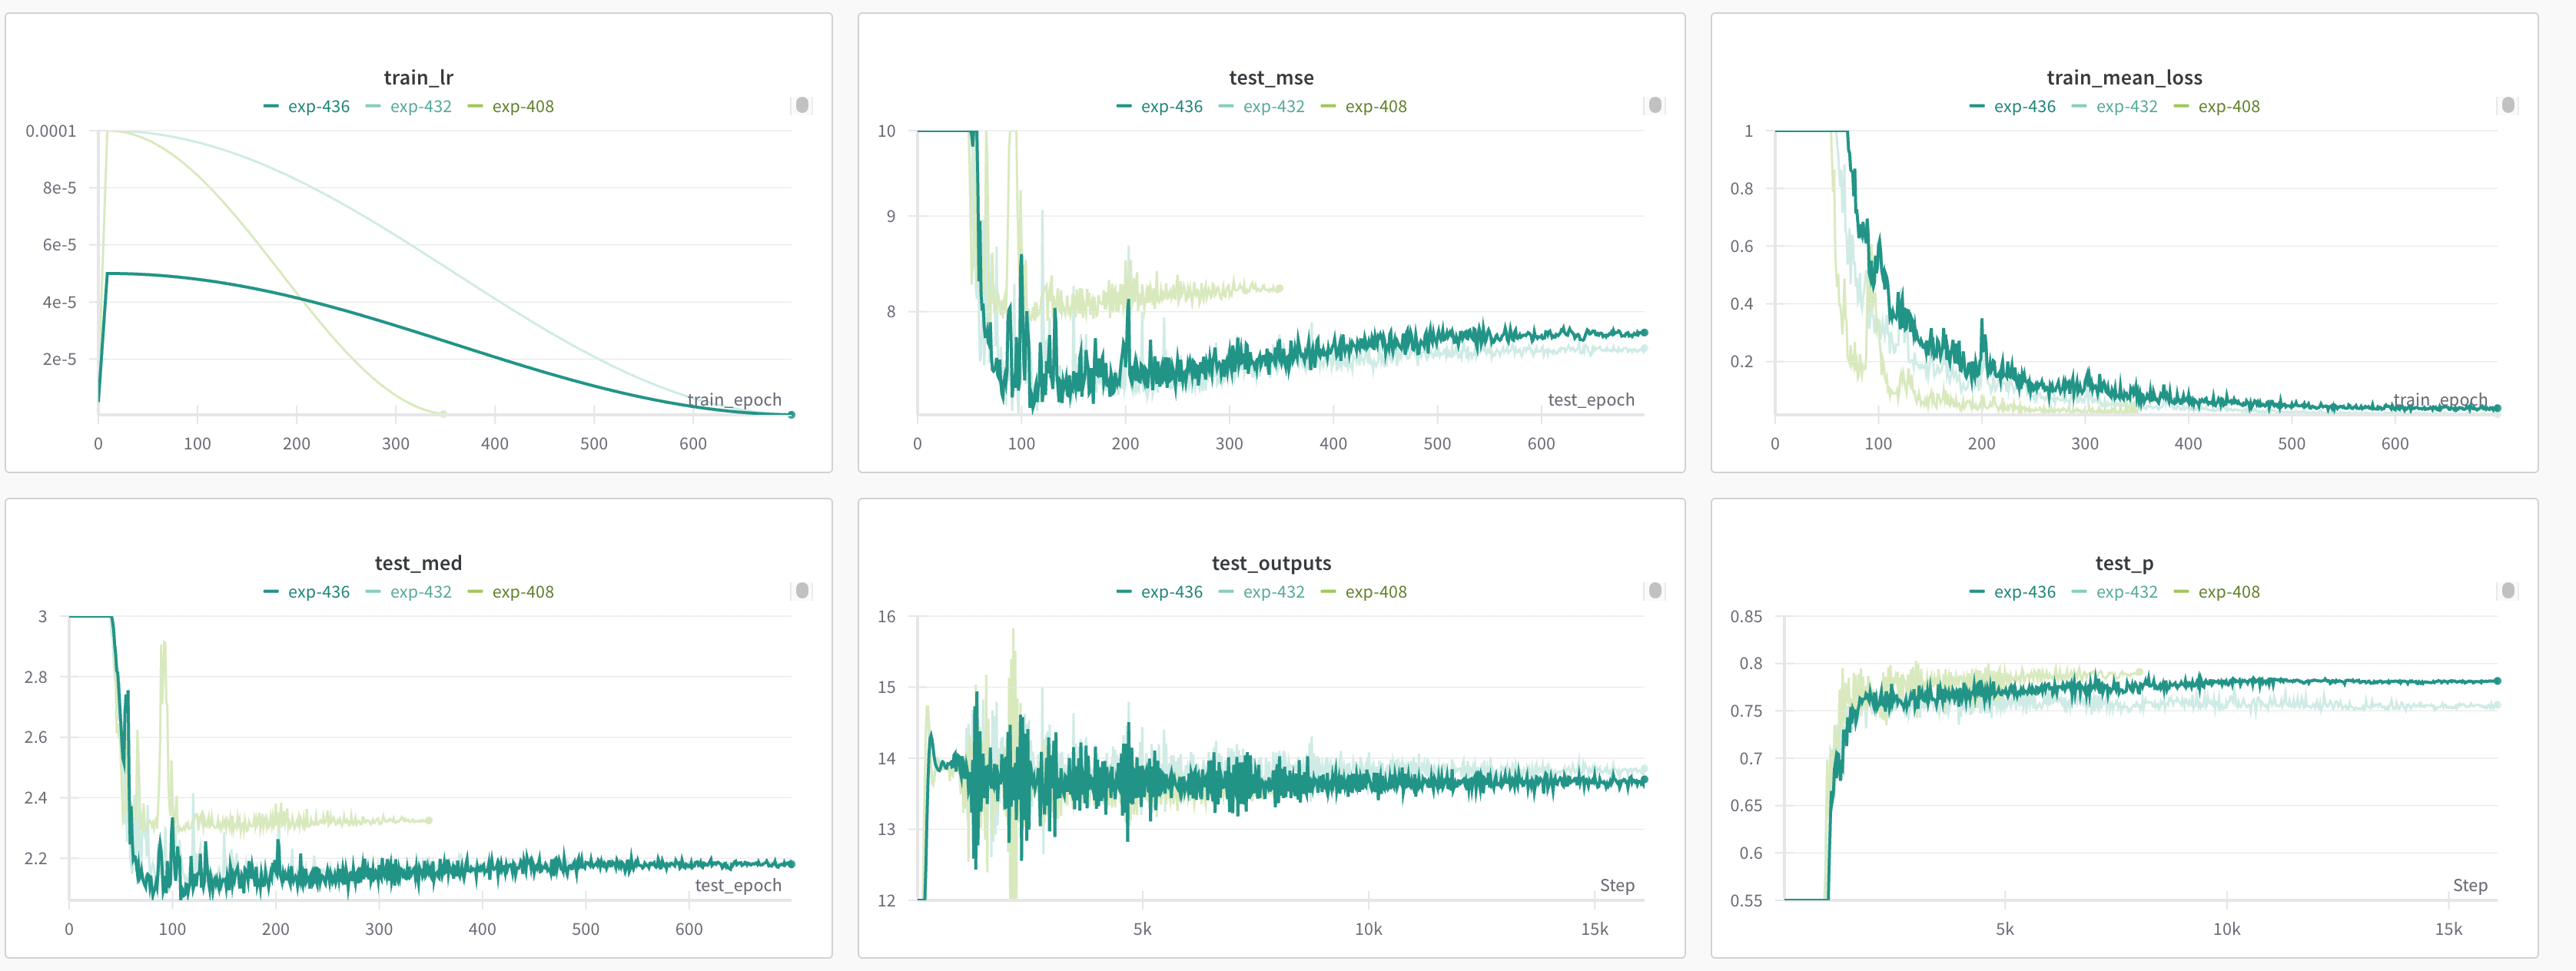 train_lr
exp-436 exp-432 exp-408
0.0001
8e-5
6e-5
4e-5
2e-5
train_epoch
0 100 200 300 400 500 600
test_mse
exp-436 exp-432 exp-408
10
9
8
test_epoch
0 100 200 300 400 500 600
train_mean_loss
exp-436 exp-432 exp-408
1
0.8
0.6
0.4
0.2
train_epoch
0 100 200 300 400 500 600
test_med
exp-436 exp-432 exp-408
3
2.8
2.6
2.4
2.2
test_epoch
0 100 200 300 400 500 600
test_outputs
exp-436 exp-432 exp-408
16
15
14
13
12
Step
5k 10k 15k
test_p
exp-436 exp-432 exp-408
0.85
0.8
0.75
0.7
0.65
0.6
0.55
Step
5k 10k 15k